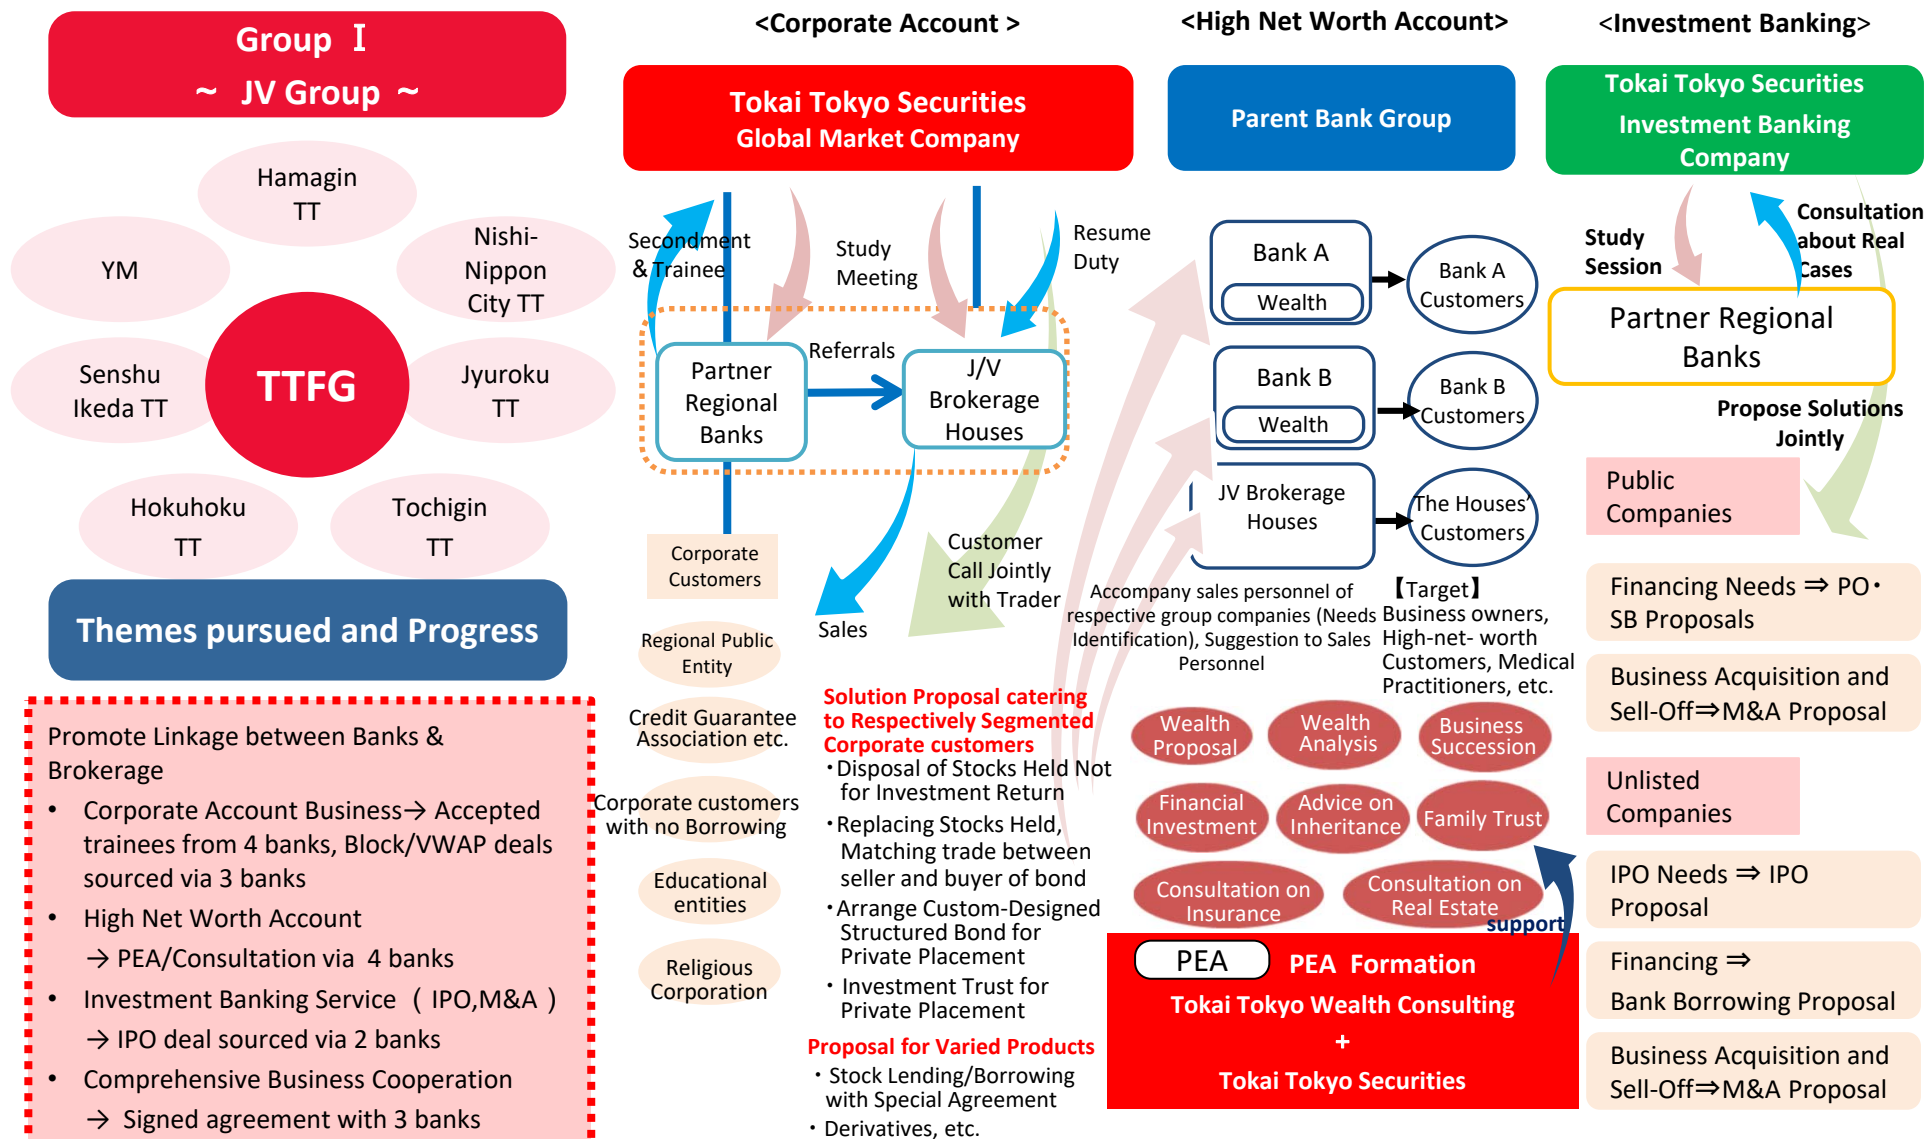 Group Ⅰ
~ JV Group ~
Hamagin
TT
YM
Nishi-
Nippon
City TT
TTFG
Senshu
Ikeda TT
Jyuroku
TT
Hokuhoku
TT
Tochigin
TT
Themes pursued and Progress
Promote Linkage between Banks &
Brokerage
• Corporate Account Business→ Accepted
trainees from 4 banks, Block/VWAP deals
sourced via 3 banks
• High Net Worth Account
→ PEA/Consultation via 4 banks
• Investment Banking Service ( IPO,M&A )
→ IPO deal sourced via 2 banks
• Comprehensive Business Cooperation
→ Signed agreement with 3 banks
<Corporate Account >
Tokai Tokyo Securities
Global Market Company
Secondment
& Trainee
Study
Meeting
Resume
Duty
Partner
Regional
Banks
Referrals
J/V
Brokerage
Houses
Corporate
Customers
Sales
Customer
Call Jointly
with Trader
Regional Public
Entity
Credit Guarantee
Association etc.
Corporate customers
with no Borrowing
Educational
entities
Religious
Corporation
Solution Proposal catering
to Respectively Segmented
Corporate customers
・Disposal of Stocks Held Not
for Investment Return
・Replacing Stocks Held,
Matching trade between
seller and buyer of bond
・Arrange Custom-Designed
Structured Bond for
Private Placement
・ Investment Trust for
Private Placement
Proposal for Varied Products
・ Stock Lending/Borrowing
with Special Agreement
・ Derivatives, etc.
<High Net Worth Account>
Parent Bank Group
Bank A
Wealth
Bank A
Customers
Bank B
Wealth
Bank B
Customers
JV Brokerage
Houses
The Houses’
Customers
Accompany sales personnel of
respective group companies (Needs
Identification), Suggestion to Sales
Personnel
【Target】
Business owners,
High-net- worth
Customers, Medical
Practitioners, etc.
Wealth
Proposal
Wealth
Analysis
Business
Succession
Financial
Investment
Advice on
Inheritance
Family Trust
Consultation on
Insurance
Consultation on
Real Estate
support
PEA
PEA Formation
Tokai Tokyo Wealth Consulting
+
Tokai Tokyo Securities
<Investment Banking>
Tokai Tokyo Securities
Investment Banking
Company
Study
Session
Consultation
about Real
Cases
Partner Regional
Banks
Propose Solutions
Jointly
Public
Companies
Financing Needs ⇒ PO・
SB Proposals
Business Acquisition and
Sell-Off⇒M&A Proposal
Unlisted
Companies
IPO Needs ⇒ IPO
Proposal
Financing ⇒
Bank Borrowing Proposal
Business Acquisition and
Sell-Off⇒M&A Proposal